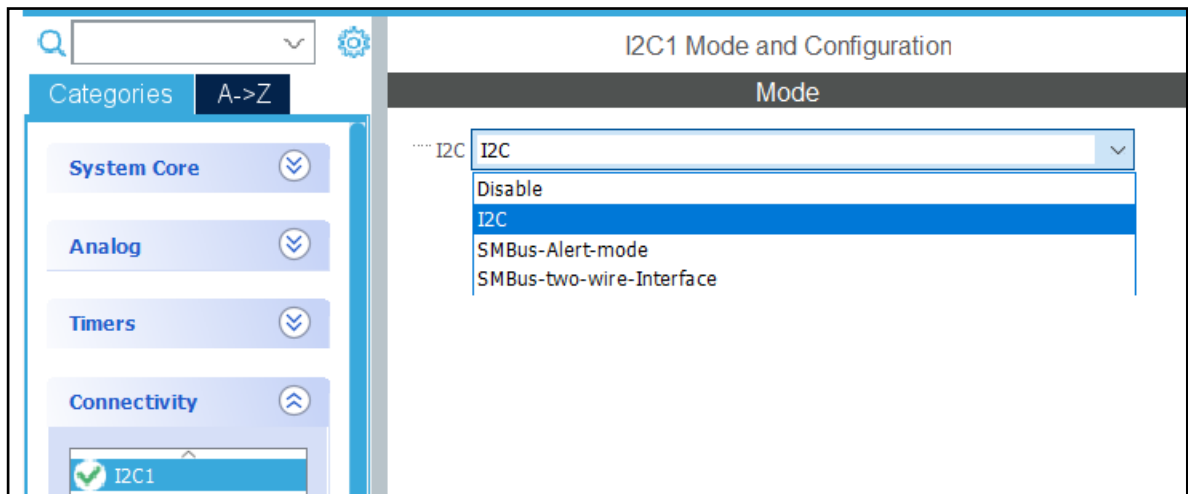 Categories
A->Z
System Core
Analog
Timers
Connectivity
I2C1
I2C1 Mode and Configuration
Mode
I2C I2C
Disable
I2C
SMBus-Alert-mode
SMBus-two-wire-Interface